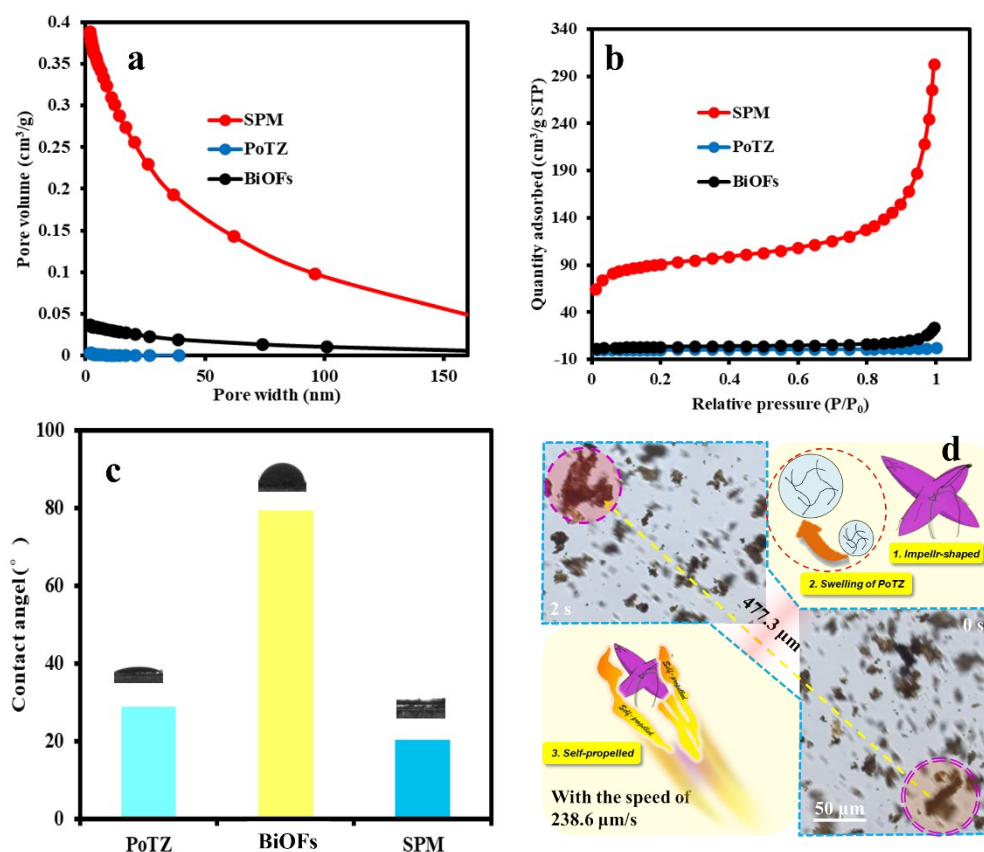 a
Pore volume (cm³/g)
0.4
0.35
0.3
0.25
0.2
0.15
0.1
0.05
0
SPM
PoTZ
BiOFs
0
50
100
150
Pore width (nm)
b
Quantity adsorbed (cm³/g STP)
340
290
240
190
140
90
40
-10
SPM
PoTZ
BiOFs
0
0.2
0.4
0.6
0.8
1
Relative pressure (P/P₀)
c
Contact angel (°)
100
80
60
40
20
0
PoTZ
BiOFs
SPM
d
2 s
1. Impellr-shaped
2. Swelling of PoTZ
477.3 µm
0 s
Self-propelled
Self-propelled
3. Self-propelled
With the speed of
238.6 µm/s
50 µm